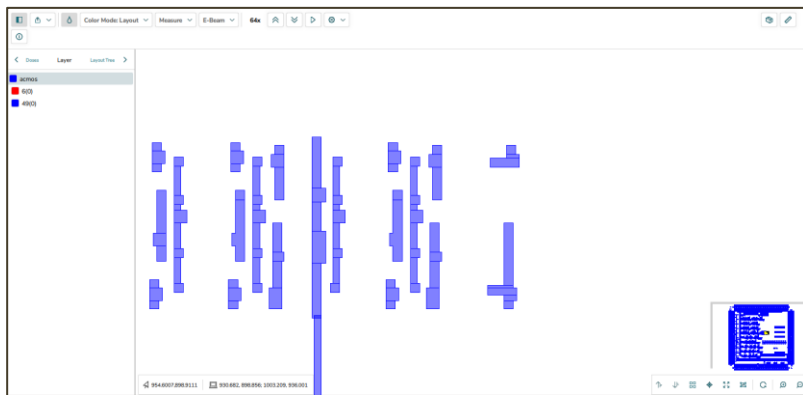 Color Mode: Layout Measure E-Beam 64x
Doses Layer Layout Tree
acmos
6(0)
49(0)
954.6007,898.9111 930.682, 898.856, 1003.209, 936.001